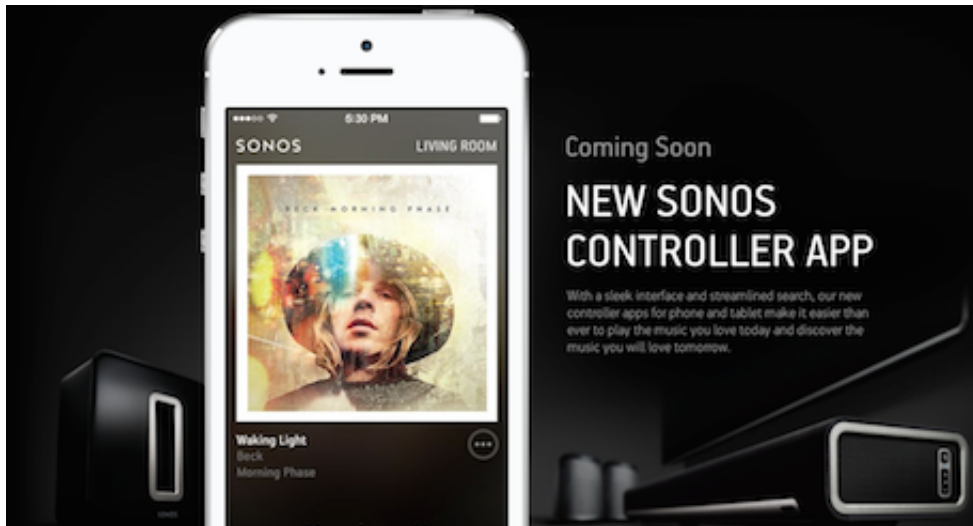 6:30 PM
SONOS
LIVING ROOM
BECK MORNING PHASE
Waking Light
Beck
Morning Phase
Coming Soon
NEW SONOS
CONTROLLER APP
With a sleek interface and streamlined search, our new
controller apps for phone and tablet make it easier than
ever to play the music you love today and discover the
music you will love tomorrow.
SONOS